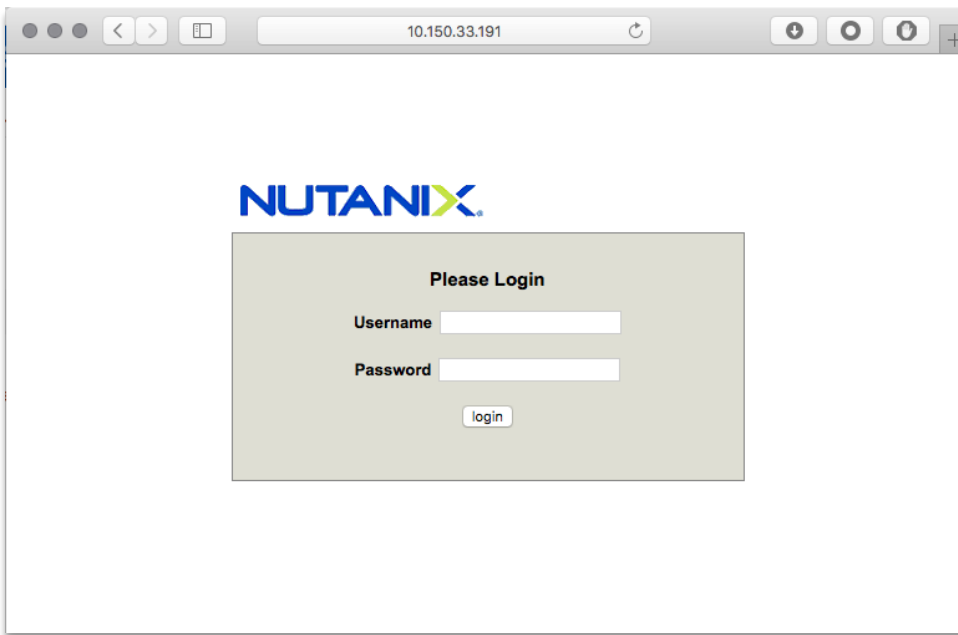 10.150.33.191
NUTANIX
Please Login
Username
Password
login